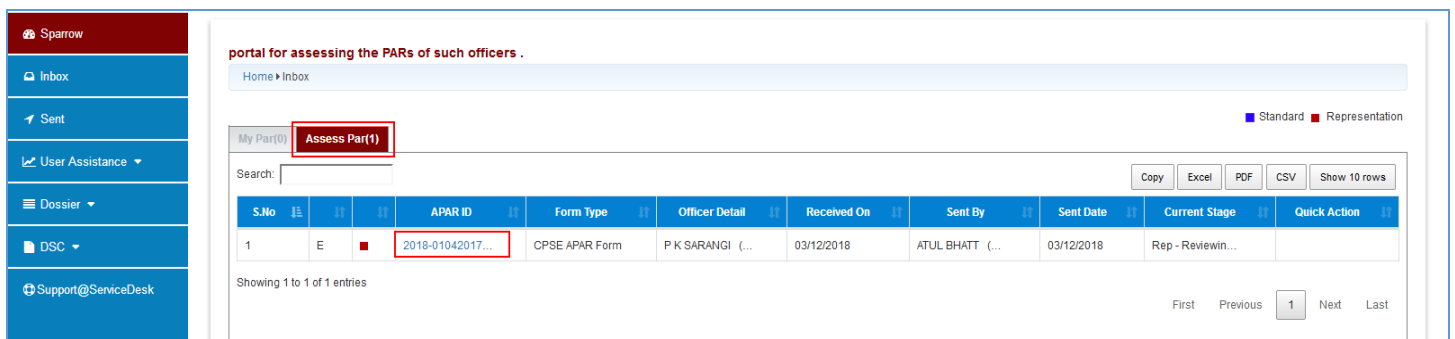 Sparrow
Inbox
Sent
User Assistance
Dossier
DSC
Support@ServiceDesk
portal for assessing the PARs of such officers .
Home Inbox
Standard Representation
My Par(0) Assess Par(1)
Search: Copy Excel PDF CSV Show 10 rows
S.No APAR ID Form Type Officer Detail Received On Sent By Sent Date Current Stage Quick Action
1 E 2018-01042017... CPSE APAR Form P K SARANGI (... 03/12/2018 ATUL BHATT (... 03/12/2018 Rep - Reviewin...
Showing 1 to 1 of 1 entries
First Previous 1 Next Last